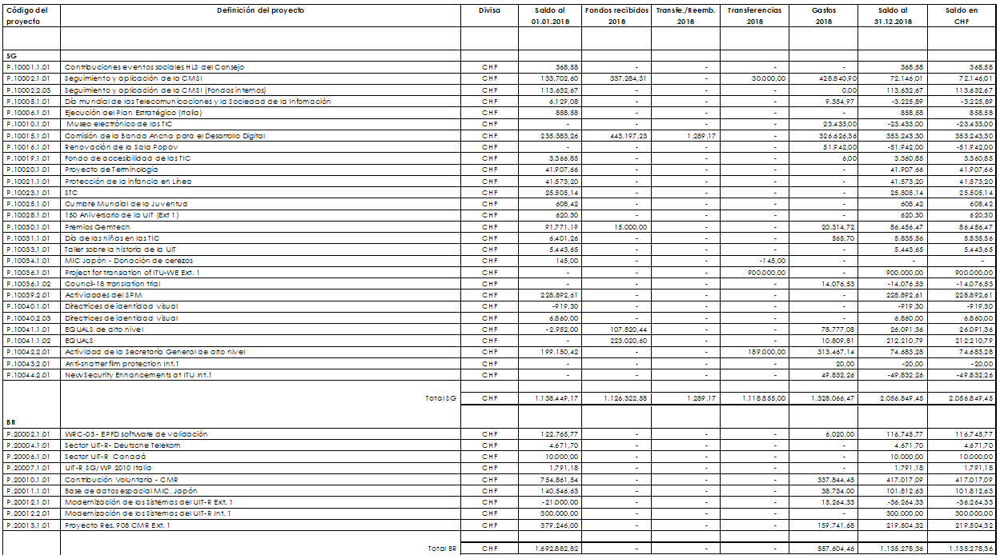 Código del proyecto Definición del proyecto Divisa Saldo al 01.01.2018 Fondos recibidos 2018 Transfe./Reemb. 2018 Transferencias 2018 Gastos 2018 Saldo al 31.12.2018 Saldo en CHF
SG
P.10001.1.01 Contribuciones eventos sociales HLS del Consejo CHF 368,58 - - - - 368,58 368,58
P.10002.1.01 Seguimiento y aplicación de la CMSI CHF 133.702,60 337.284,31 - 30.000,00 428.840,90 72.146,01 72.146,01
P.10002.2.03 Seguimiento y aplicación de la CMSI (Fondos internos) CHF 113.632,67 - - - 0,00 113.632,67 113.632,67
P.10005.1.01 Día mundial de las Telecomunicaciones y la Sociedad de la Infomación CHF 6.129,08 - - - 9.354,97 -3.225,89 -3.225,89
P.10006.1.01 Ejecución del Plan Estratégico (Italia) CHF 858,58 - - - - 858,58 858,58
P.10010.1.01 Museo electrónico de las TIC CHF - - - - 23.433,00 -23.433,00 -23.433,00
P.10015.1.01 Comisión de la Banda Ancha para el Desarrollo Digital CHF 235.383,26 443.197,23 1.289,17 - 326.626,36 353.243,30 353.243,30
P.10016.1.01 Renovación de la Sala Popov CHF - - - - 51.942,00 -51.942,00 -51.942,00
P.10019.1.01 Fondo de accesibilidad de las TIC CHF 3.366,85 - - - 6,00 3.360,85 3.360,85
P.10020.1.01 Proyecto de Terminología CHF 41.907,66 - - - - 41.907,66 41.907,66
P.10021.1.01 Protección de la infancia en Línea CHF 41.573,20 - - - - 41.573,20 41.573,20
P.10023.1.01 STC CHF 25.505,14 - - - - 25.505,14 25.505,14
P.10025.1.01 Cumbre Mundial de la Juventud CHF 608,42 - - - - 608,42 608,42
P.10028.1.01 150 Aniversario de la UIT (Ext 1) CHF 620,30 - - - - 620,30 620,30
P.10030.1.01 Premios Gemtech CHF 91.771,19 15.000,00 - - 20.314,72 86.456,47 86.456,47
P.10031.1.01 Día de las niñas en las TIC CHF 6.401,26 - - - 565,70 5.835,56 5.835,56
P.10033.1.01 Taller sobre la historia de la UIT CHF 5.443,65 - - - - 5.443,65 5.443,65
P.10034.1.01 MIC Japón - Donación de cerezos CHF 145,00 - - -145,00 - - -
P.10036.1.01 Project for translation of ITU-WE Ext. 1 CHF - - - 900.000,00 - 900.000,00 900.000,00
P.10036.1.02 Council-18 translation trial CHF - - - - 14.076,53 -14.076,53 -14.076,53
P.10039.2.01 Actividades del SPM CHF 228.892,61 - - - - 228.892,61 228.892,61
P.10040.1.01 Directrices de identidad visual CHF -919,30 - - - - -919,30 -919,30
P.10040.2.03 Directrices de identidad visual CHF 6.860,00 - - - - 6.860,00 6.860,00
P.10041.1.01 EQUALS de alto nivel CHF -2.952,00 107.820,44 - - 78.777,08 26.091,36 26.091,36
P.10041.1.02 EQUALS CHF - 223.020,60 - - 10.809,81 212.210,79 212.210,79
P.10042.2.01 Actividad de la Secretaría General de alto nivel CHF 199.150,42 - - 189.000,00 313.467,14 74.683,28 74.683,28
P.10043.2.01 Anti-shatter film protection Int.1 CHF - - - - 20,00 -20,00 -20,00
P.10044.2.01 New Security Enhancements at ITU Int.1 CHF - - - - 49.832,26 -49.832,26 -49.832,26
Total SG CHF 1.138.449,17 1.126.322,58 1.289,17 1.118.855,00 1.328.066,47 2.056.849,45 2.056.849,45
BR
P.20002.1.01 WRC-03 - EPFD software de validación CHF 122.765,77 - - - 6.020,00 116.745,77 116.745,77
P.20004.1.01 Sector UIT-R- Deutsche Telekom CHF 4.671,70 - - - - 4.671,70 4.671,70
P.20006.1.01 Sector UIT-R Canadá CHF 10.000,00 - - - - 10.000,00 10.000,00
P.20007.1.01 UIT-R SG/WP 2010 Italia CHF 1.791,18 - - - - 1.791,18 1.791,18
P.20010.1.01 Contribución Voluntaria - CMR CHF 754.861,54 - - - 337.844,45 417.017,09 417.017,09
P.20011.1.01 Base de datos espacial MIC, Japón CHF 140.546,63 - - - 38.734,00 101.812,63 101.812,63
P.20012.1.01 Modernización de los Sistemas del UIT-R Ext. 1 CHF -21.000,00 - - - 15.264,33 -36.264,33 -36.264,33
P.20012.2.01 Modernización de los Sistemas del UIT-R Int. 1 CHF 300.000,00 - - - - 300.000,00 300.000,00
P.20013.1.01 Proyecto Res. 908 CMR Ext. 1 CHF 379.246,00 - - - 159.741,68 219.504,32 219.504,32
Total BR CHF 1.692.882,82 - - - 557.604,46 1.135.278,36 1.135.278,36